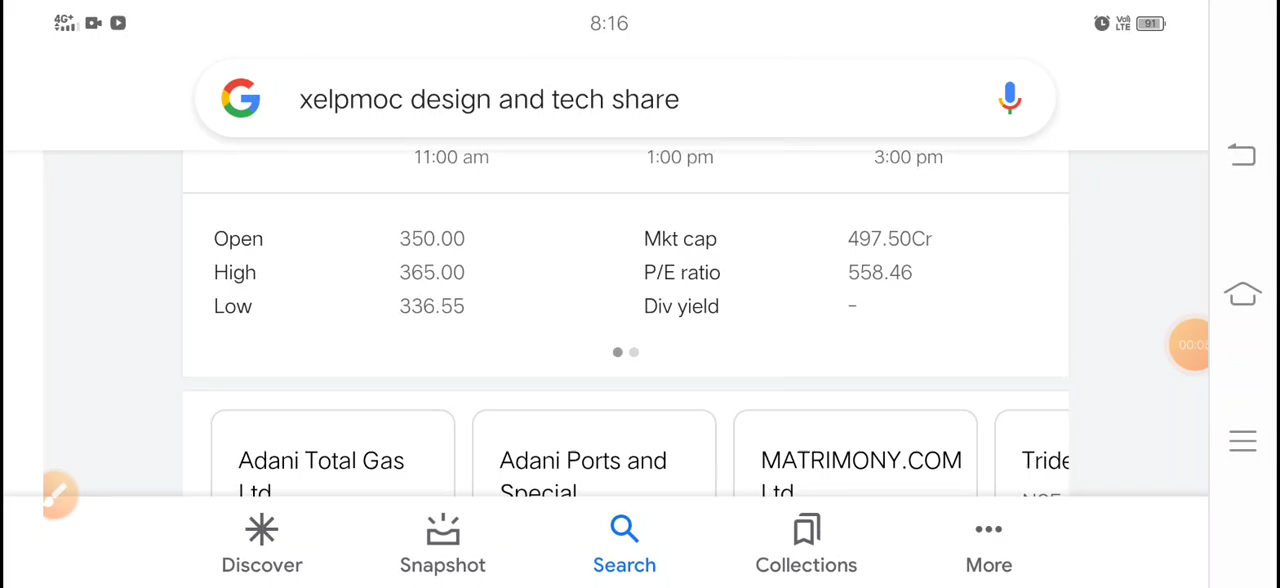 4G+ 8:16 VoI) LTE 91
xelpmoc design and tech share
11:00 am 1:00 pm 3:00 pm
Open 350.00 Mkt cap 497.50Cr
High 365.00 P/E ratio 558.46
Low 336.55 Div yield -
Adani Total Gas Adani Ports and MATRIMONY.COM
Ltd Special Ltd
Discover Snapshot Search Collections More